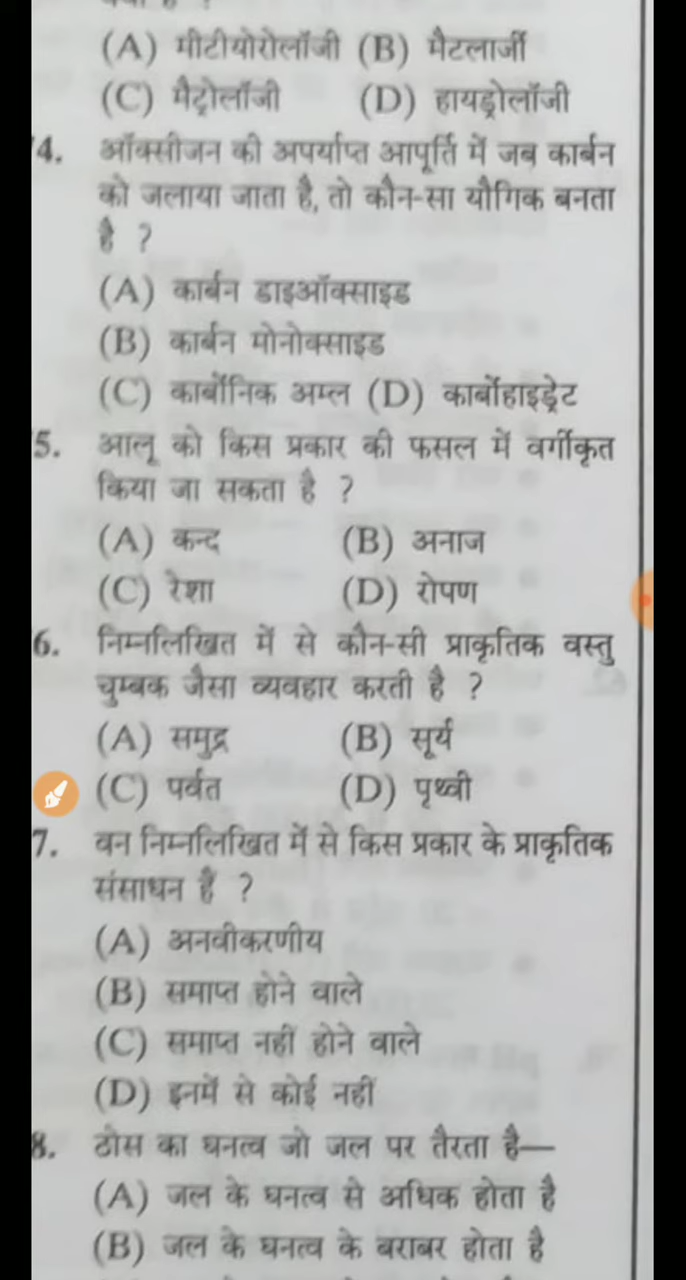 (A) मीटीयोरोलॉजी (B) मैटलार्जी
(C) मैट्रोलॉजी (D) हायड्रोलॉजी
4. ऑक्सीजन की अपर्याप्त आपूर्ति में जब कार्बन
को जलाया जाता है, तो कौन-सा यौगिक बनता
है ?
(A) कार्बन डाइऑक्साइड
(B) कार्बन मोनोक्साइड
(C) कार्बोनिक अम्ल (D) कार्बोहाइड्रेट
5. आलू को किस प्रकार की फसल में वर्गीकृत
किया जा सकता है ?
(A) कन्द (B) अनाज
(C) रेशा (D) रोपण
6. निम्नलिखित में से कौन-सी प्राकृतिक वस्तु
चुम्बक जैसा व्यवहार करती है ?
(A) समुद्र (B) सूर्य
(C) पर्वत (D) पृथ्वी
7. वन निम्नलिखित में से किस प्रकार के प्राकृतिक
संसाधन हैं ?
(A) अनवीकरणीय
(B) समाप्त होने वाले
(C) समाप्त नहीं होने वाले
(D) इनमें से कोई नहीं
8. ठोस का घनत्व जो जल पर तैरता है—
(A) जल के घनत्व से अधिक होता है
(B) जल के घनत्व के बराबर होता है